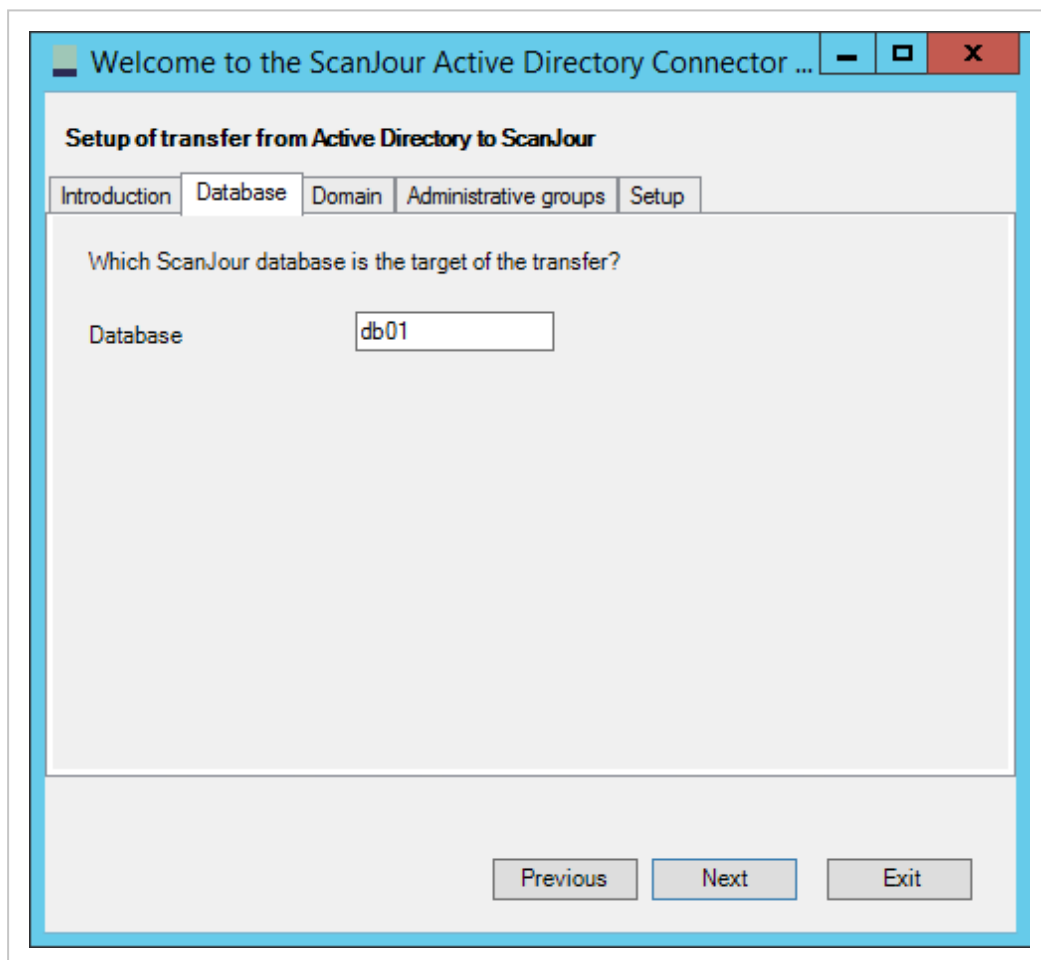 Welcome to the ScanJour Active Directory Connector ...
Setup of transfer from Active Directory to ScanJour
Introduction Database Domain Administrative groups Setup
Which ScanJour database is the target of the transfer?
Database db01
Previous Next Exit